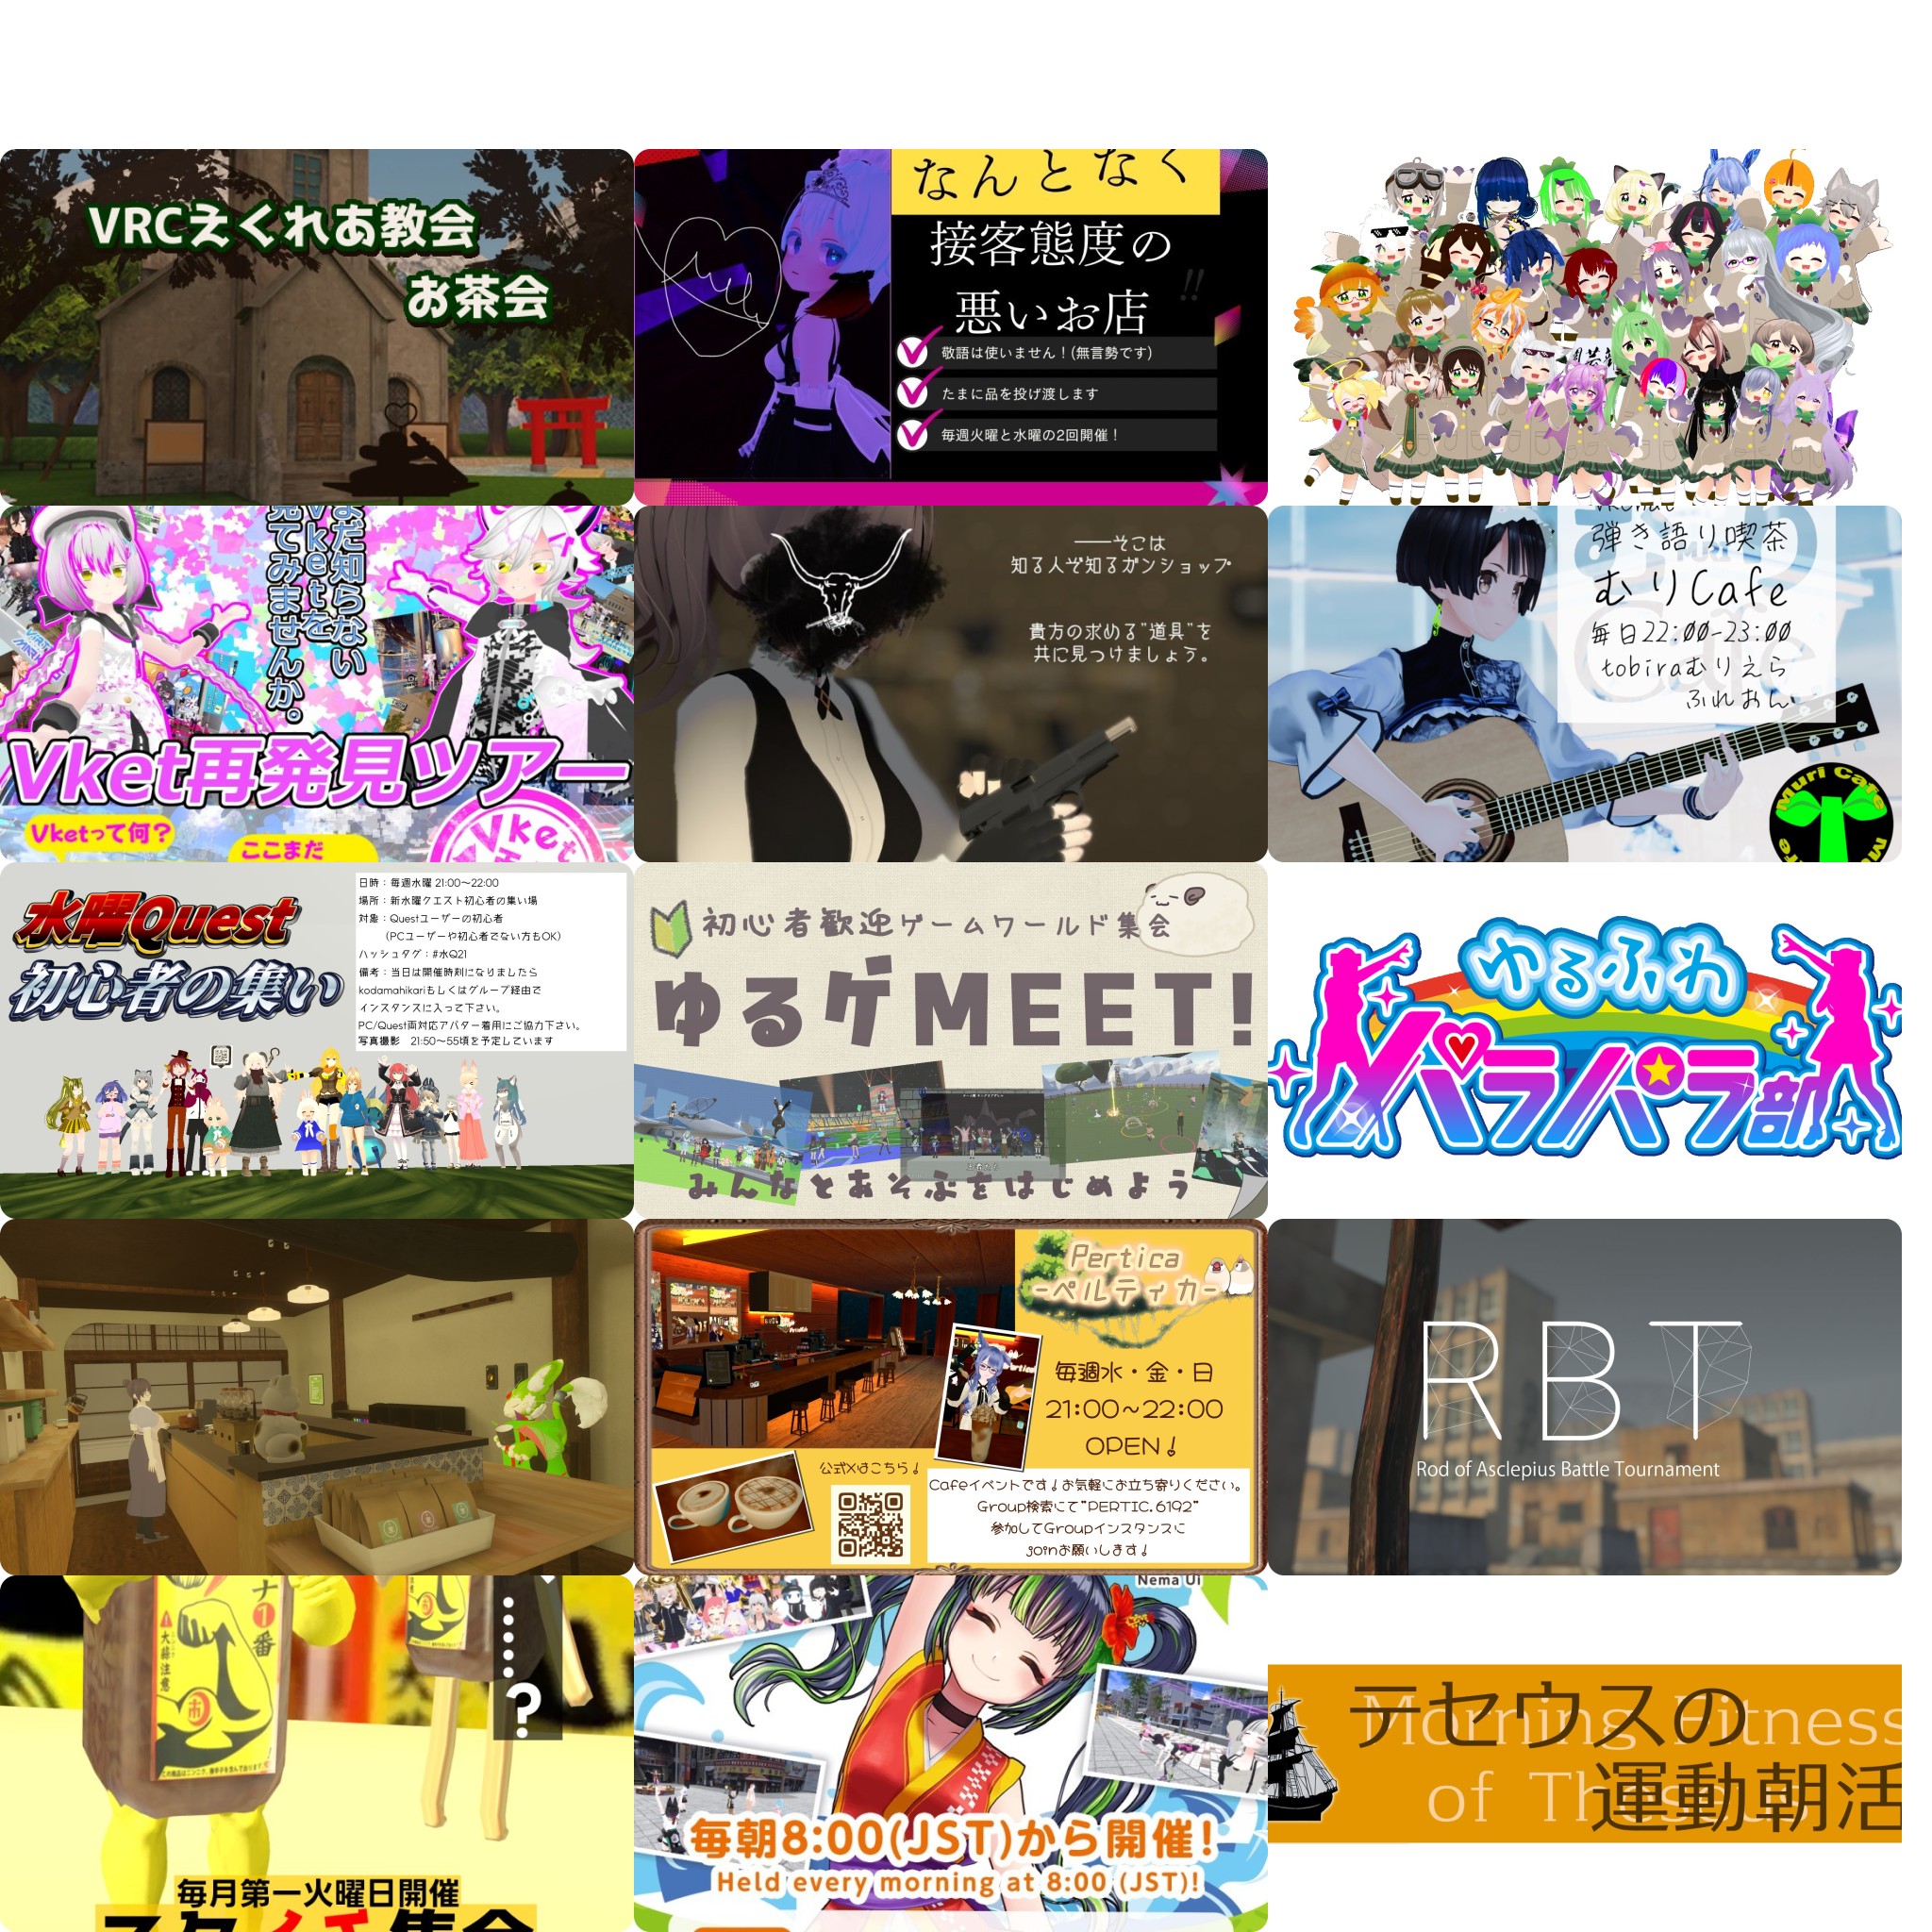 VRCえくれあ教会
お茶会
なんとなく
接客態度の
悪いお店
!!
敬語は使いません！(無言勢です)
たまに品を投げ渡します
毎週火曜と水曜の2回開催！
まだ知らない
Vketを
見てみませんか。
Vket再発見ツアー
Vketって何？
ここまだ
Vket
――そこは
知る人ぞ知るガンショップ
貴方の求める"道具"を
共に見つけましょう。
弾き語り喫茶
むりCafe
毎日22:00-23:00
tobiraむりえら
ふれおん
Muri Cafe
水曜Quest
初心者の集い
日時：毎週水曜 21:00～22:00
場所：新水曜クエスト初心者の集い場
対象：Questユーザーの初心者
（PCユーザーや初心者でない方もOK）
ハッシュタグ：#水Q21
備考：当日は開催時刻になりましたら
kodamahikariもしくはグループ経由で
インスタンスに入って下さい。
PC/Quest両対応アバター着用にご協力下さい。
写真撮影　21:50～55頃を予定しています
初心者歓迎ゲームワールド集会
ゆるゲMEET!
みんなとあそぶをはじめよう
ゆるふわ
パラパラ部
Pertica
-ペルティカ-
毎週水・金・日
21:00~22:00
OPEN！
公式Xはこちら！
Cafeイベントです！お気軽にお立ち寄りください。
Group検索にて"PERTIC.6192"
参加してGroupインスタンスに
joinお願いします！
RBT
Rod of Asclepius Battle Tournament
ナ1番
大蒜注意
......?
毎月第一火曜日開催
スタイチ集会
Nema Ui
毎朝8:00(JST)から開催!
Held every morning at 8:00 (JST)!
テセウスの
Morning Fitness
of Theseus
運動朝活